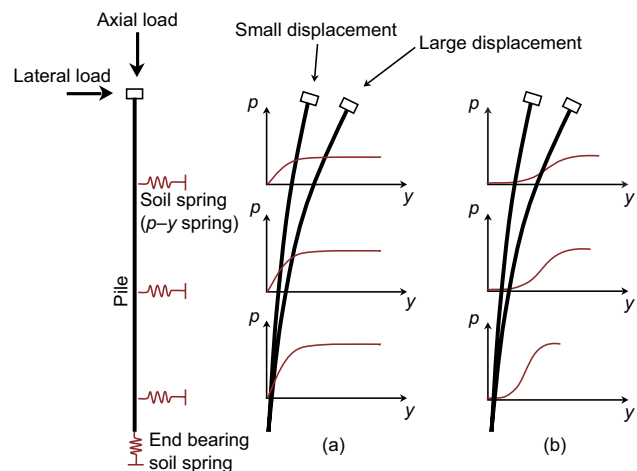 Axial load
Lateral load
Small displacement
Large displacement
Soil spring
(p–y spring)
Pile
End bearing
soil spring
p
y
p
y
p
y
(a)
p
y
p
y
p
y
(b)